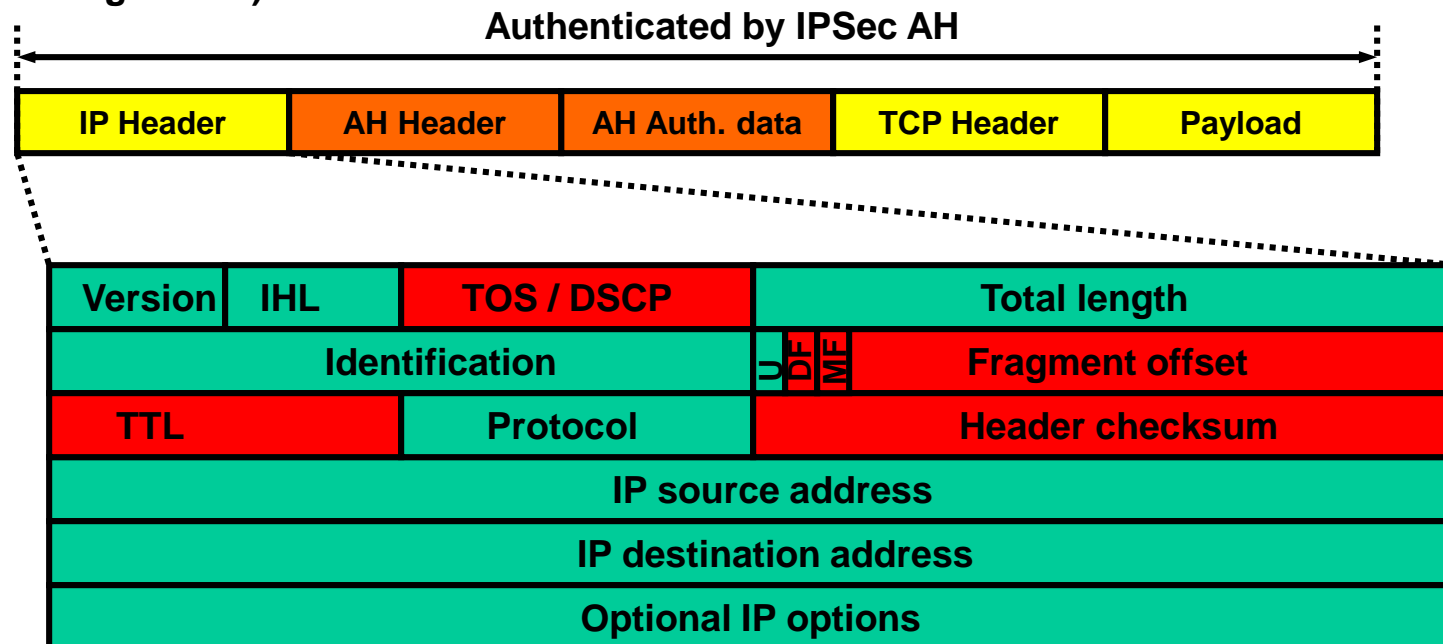 Authenticated by IPSec AH
IP Header AH Header AH Auth. data TCP Header Payload
Version IHL TOS / DSCP Total length
Identification U DF MF Fragment offset
TTL Protocol Header checksum
IP source address
IP destination address
Optional IP options